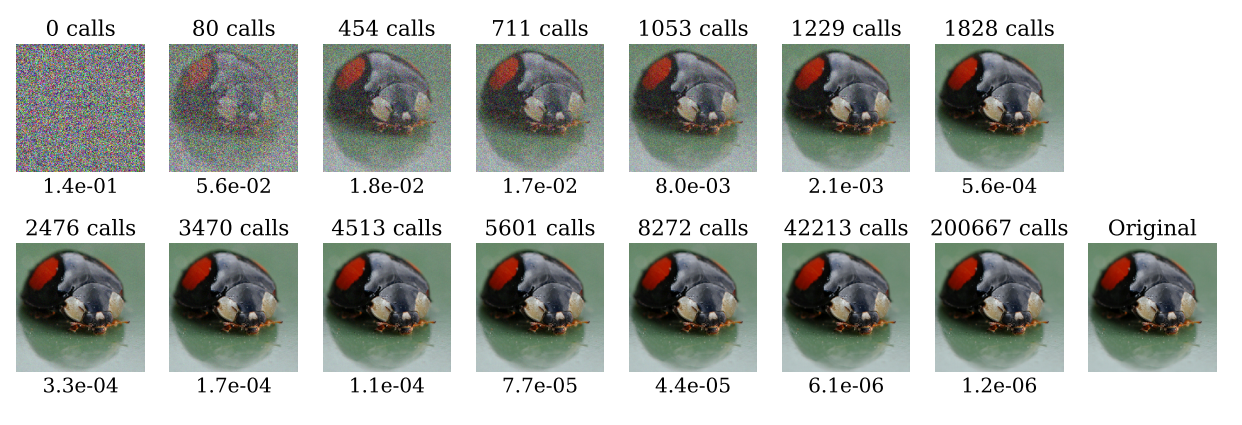 0 calls 80 calls 454 calls 711 calls 1053 calls 1229 calls 1828 calls
1.4e-01 5.6e-02 1.8e-02 1.7e-02 8.0e-03 2.1e-03 5.6e-04
2476 calls 3470 calls 4513 calls 5601 calls 8272 calls 42213 calls 200667 calls Original
3.3e-04 1.7e-04 1.1e-04 7.7e-05 4.4e-05 6.1e-06 1.2e-06